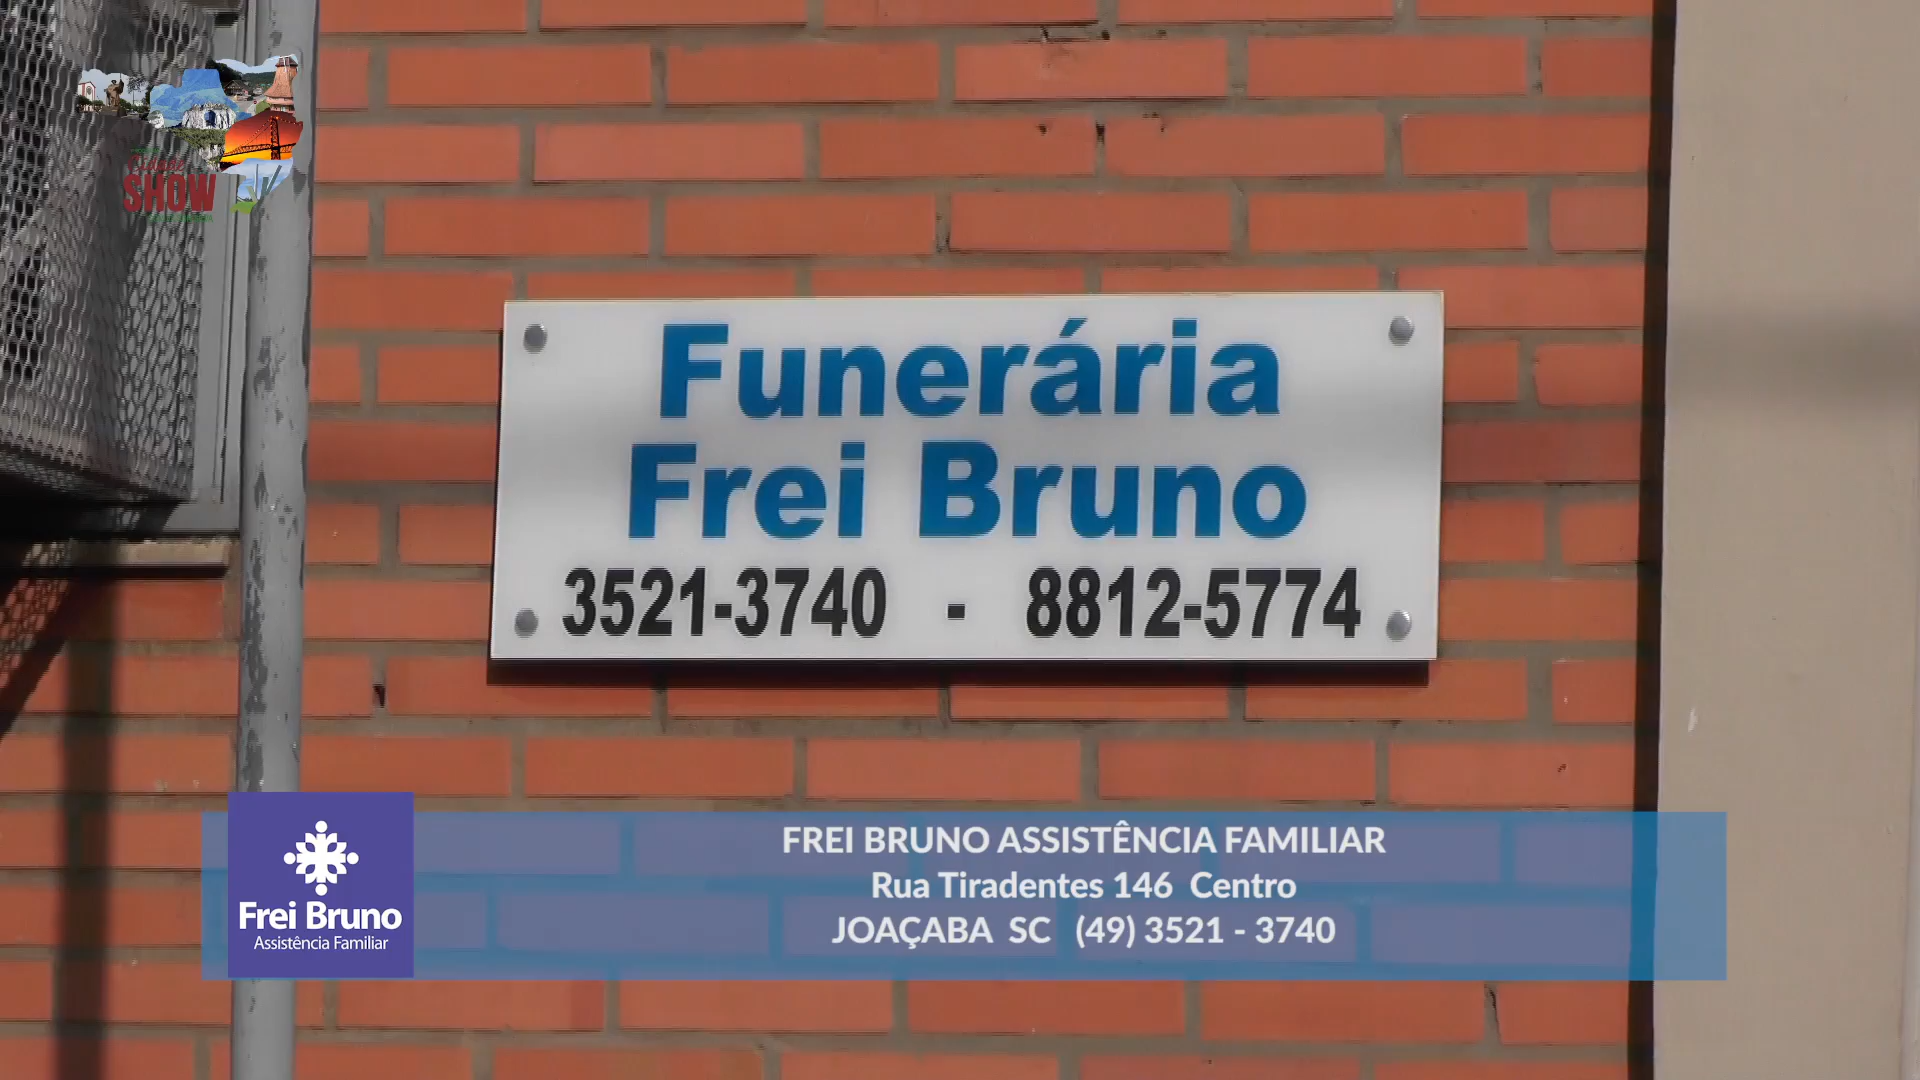 Cidade
SHOW
Funerária
Frei Bruno
3521-3740 - 8812-5774
FREI BRUNO ASSISTÊNCIA FAMILIAR
Rua Tiradentes 146 Centro
JOAÇABA SC (49) 3521 - 3740
Frei Bruno
Assistência Familiar